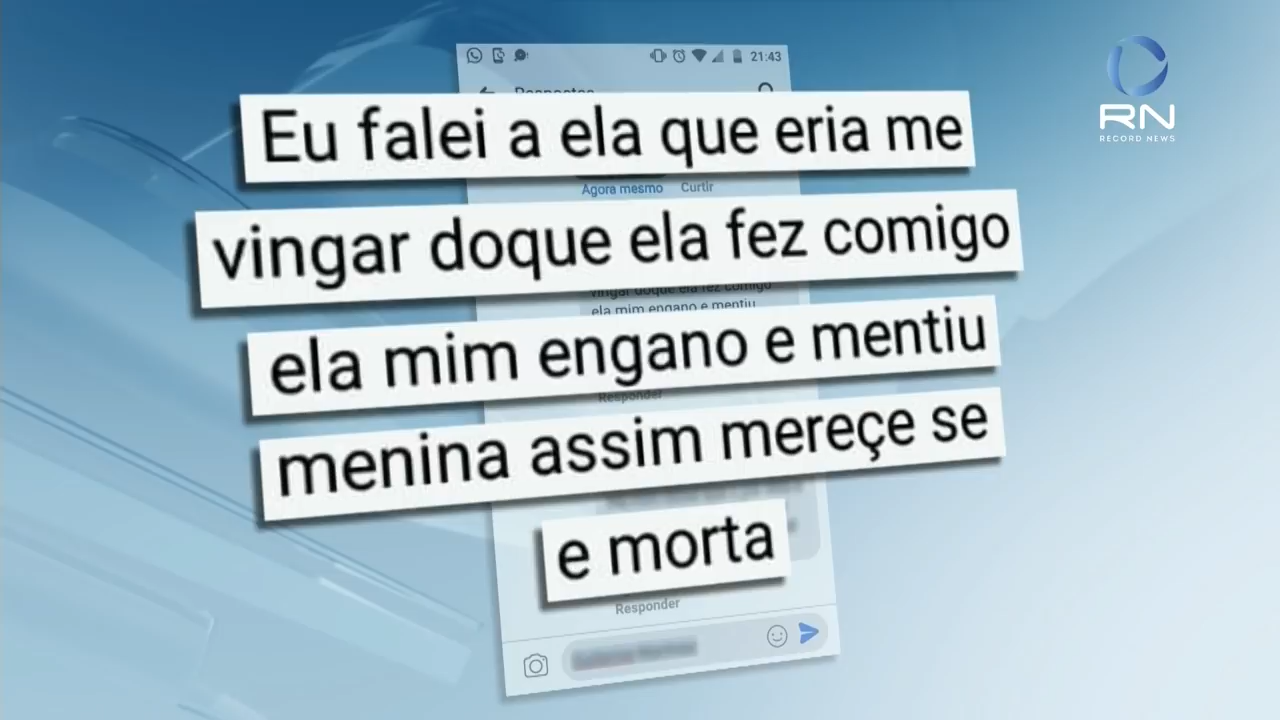 21:43
RN
RECORD NEWS
Eu falei a ela que eria me
Agora mesmo Curtir
vingar doque ela fez comigo
vingar doque ela fez comigo
ela mim engano e mentiu
ela mim engano e mentiu
Responder
menina assim mereçe se
e morta
Responder